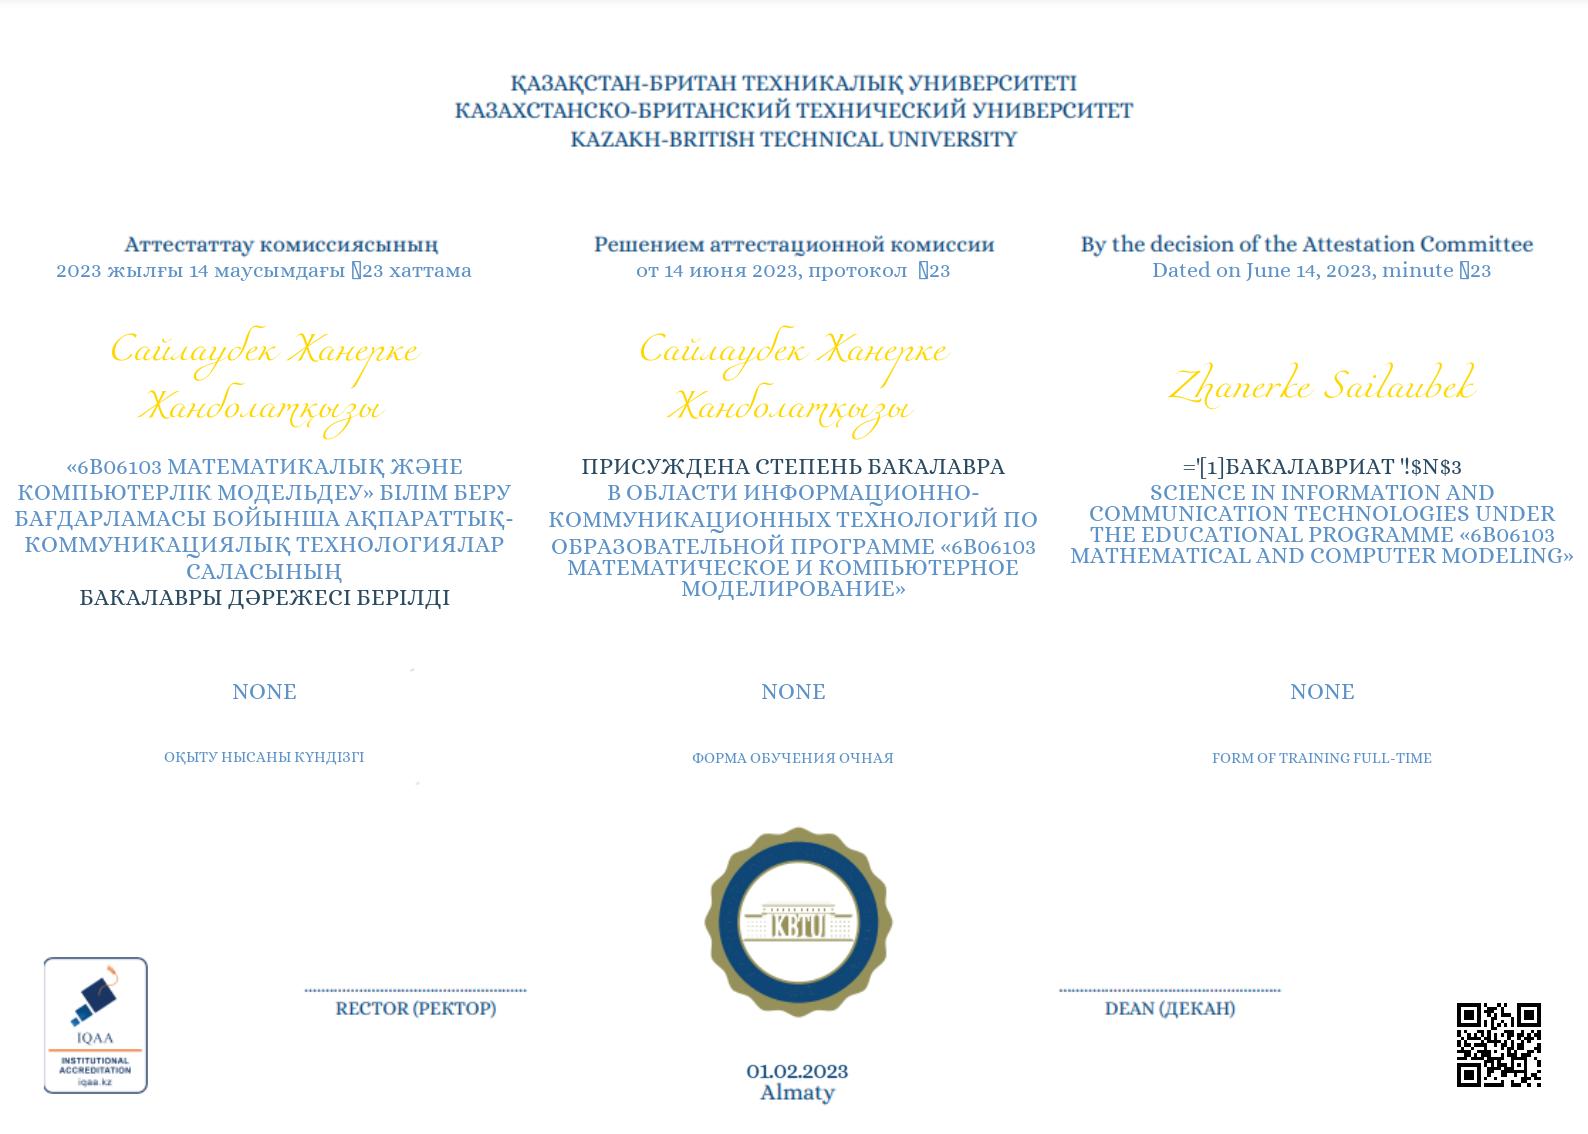 ҚАЗАҚСТАН-БРИТАН ТЕХНИКАЛЫҚ УНИВЕРСИТЕТІ
КАЗАХСТАНСКО-БРИТАНСКИЙ ТЕХНИЧЕСКИЙ УНИВЕРСИТЕТ
KAZAKH-BRITISH TECHNICAL UNIVERSITY
Аттестаттау комиссиясының
2023 жылғы 14 маусымдағы 23 хаттама
Сайлаубек Жанерке
Жанболатқызы
«6В06103 МАТЕМАТИКАЛЫҚ ЖӘНЕ
КОМПЬЮТЕРЛІК МОДЕЛЬДЕУ» БІЛІМ БЕРУ
БАҒДАРЛАМАСЫ БОЙЫНША АҚПАРАТТЫҚ-
КОММУНИКАЦИЯЛЫҚ ТЕХНОЛОГИЯЛАР
САЛАСЫНЫҢ
БАКАЛАВРЫ ДӘРЕЖЕСІ БЕРІЛДІ
NONE
ОҚЫТУ НЫСАНЫ КҮНДІЗГІ
Решением аттестационной комиссии
от 14 июня 2023, протокол 23
Сайлаубек Жанерке
Жанболатқызы
ПРИСУЖДЕНА СТЕПЕНЬ БАКАЛАВРА
В ОБЛАСТИ ИНФОРМАЦИОННО-
КОММУНИКАЦИОННЫХ ТЕХНОЛОГИЙ ПО
ОБРАЗОВАТЕЛЬНОЙ ПРОГРАММЕ «6В06103
МАТЕМАТИЧЕСКОЕ И КОМПЬЮТЕРНОЕ
МОДЕЛИРОВАНИЕ»
NONE
ФОРМА ОБУЧЕНИЯ ОЧНАЯ
By the decision of the Attestation Committee
Dated on June 14, 2023, minute 23
Zhanerke Sailaubek
='[1]БАКАЛАВРИАТ '!$N$3
SCIENCE IN INFORMATION AND
COMMUNICATION TECHNOLOGIES UNDER
THE EDUCATIONAL PROGRAMME «6B06103
MATHEMATICAL AND COMPUTER MODELING»
NONE
FORM OF TRAINING FULL-TIME
KBTU
IQAA
INSTITUTIONAL
ACCREDITATION
iqaa.kz
RECTOR (РЕКТОР)
DEAN (ДЕКАН)
01.02.2023
Almaty